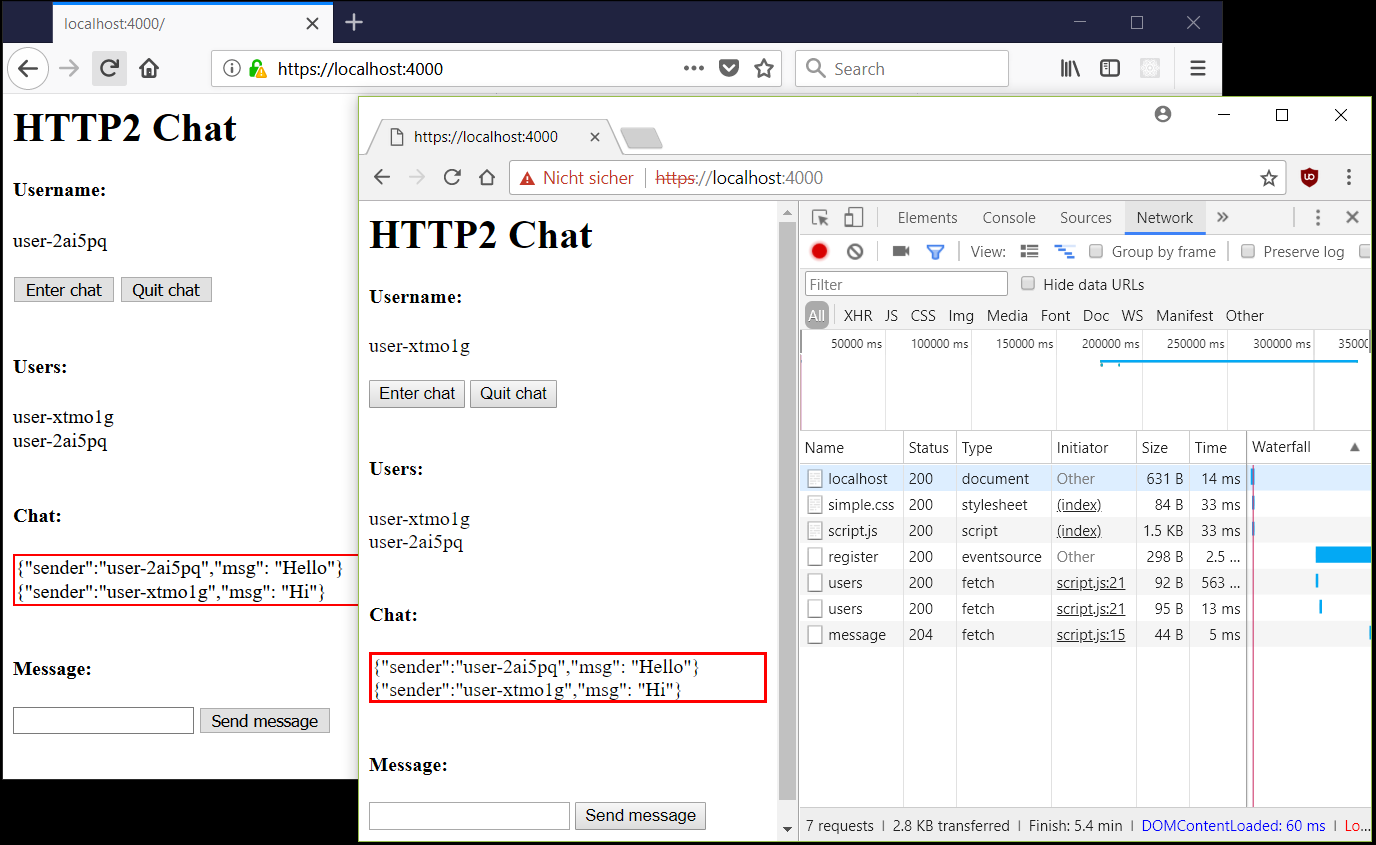 localhost:4000/
https://localhost:4000
Search
HTTP2 Chat
Username:
user-2ai5pq
Enter chat Quit chat
Users:
user-xtmo1g
user-2ai5pq
Chat:
{"sender":"user-2ai5pq","msg": "Hello"}
{"sender":"user-xtmo1g","msg": "Hi"}
Message:
Send message
https://localhost:4000
Nicht sicher https://localhost:4000
HTTP2 Chat
Username:
user-xtmo1g
Enter chat Quit chat
Users:
user-xtmo1g
user-2ai5pq
Chat:
{"sender":"user-2ai5pq","msg": "Hello"}
{"sender":"user-xtmo1g","msg": "Hi"}
Message:
Send message
Elements Console Sources Network »
View: Group by frame Preserve log
Filter Hide data URLs
All XHR JS CSS Img Media Font Doc WS Manifest Other
50000 ms 100000 ms 150000 ms 200000 ms 250000 ms 300000 ms 35000
Name Status Type Initiator Size Time Waterfall
localhost 200 document Other 631 B 14 ms
simple.css 200 stylesheet (index) 84 B 33 ms
script.js 200 script (index) 1.5 KB 33 ms
register 200 eventsource Other 298 B 2.5 ...
users 200 fetch script.js:21 92 B 563 ...
users 200 fetch script.js:21 95 B 13 ms
message 204 fetch script.js:15 44 B 5 ms
7 requests | 2.8 KB transferred | Finish: 5.4 min | DOMContentLoaded: 60 ms | Lo...